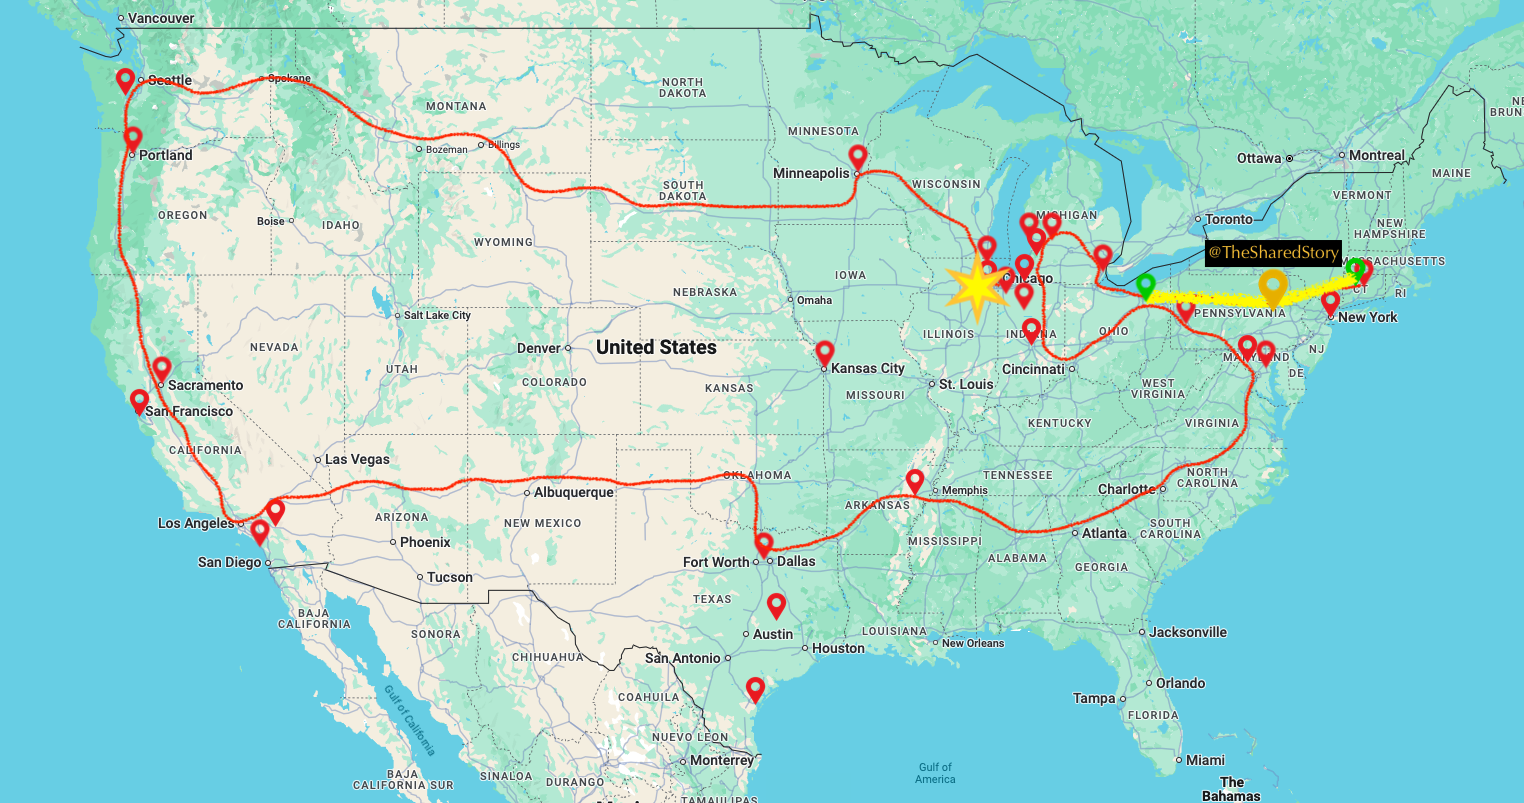 Vancouver
Seattle
Spokane
NORTH
DAKOTA
MONTANA
Bozeman
Billings
MINNESOTA
Minneapolis
Ottawa
Montreal
MAINE
Portland
WISCONSIN
SOUTH
DAKOTA
VERMONT
OREGON
Boise
IDAHO
MICHIGAN
Toronto
NEW
HAMPSHIRE
WYOMING
@TheSharedStory
MASSACHUSETTS
IOWA
Chicago
CT
RI
NEBRASKA
Omaha
Salt Lake City
PENNSYLVANIA
New York
ILLINOIS
INDIANA
OHIO
NEVADA
Denver
United States
NJ
MARYLAND
UTAH
Kansas City
Cincinnati
DE
Sacramento
COLORADO
KANSAS
St. Louis
WEST
VIRGINIA
MISSOURI
San Francisco
KENTUCKY
VIRGINIA
CALIFORNIA
Las Vegas
OKLAHOMA
TENNESSEE
NORTH
CAROLINA
Albuquerque
Memphis
Charlotte
ARKANSAS
Los Angeles
ARIZONA
NEW MEXICO
SOUTH
CAROLINA
Phoenix
MISSISSIPPI
Atlanta
ALABAMA
GEORGIA
San Diego
Fort Worth
Dallas
Tucson
TEXAS
BAJA
CALIFORNIA
SONORA
Austin
LOUISIANA
Jacksonville
New Orleans
Houston
CHIHUAHUA
San Antonio
Gulf of California
COAHUILA
Orlando
Tampa
FLORIDA
NUEVO LEON
Monterrey
Miami
Gulf of
America
BAJA
CALIFORNIA SUR
SINALOA
DURANGO
The
Bahamas
TAMAULIPAS